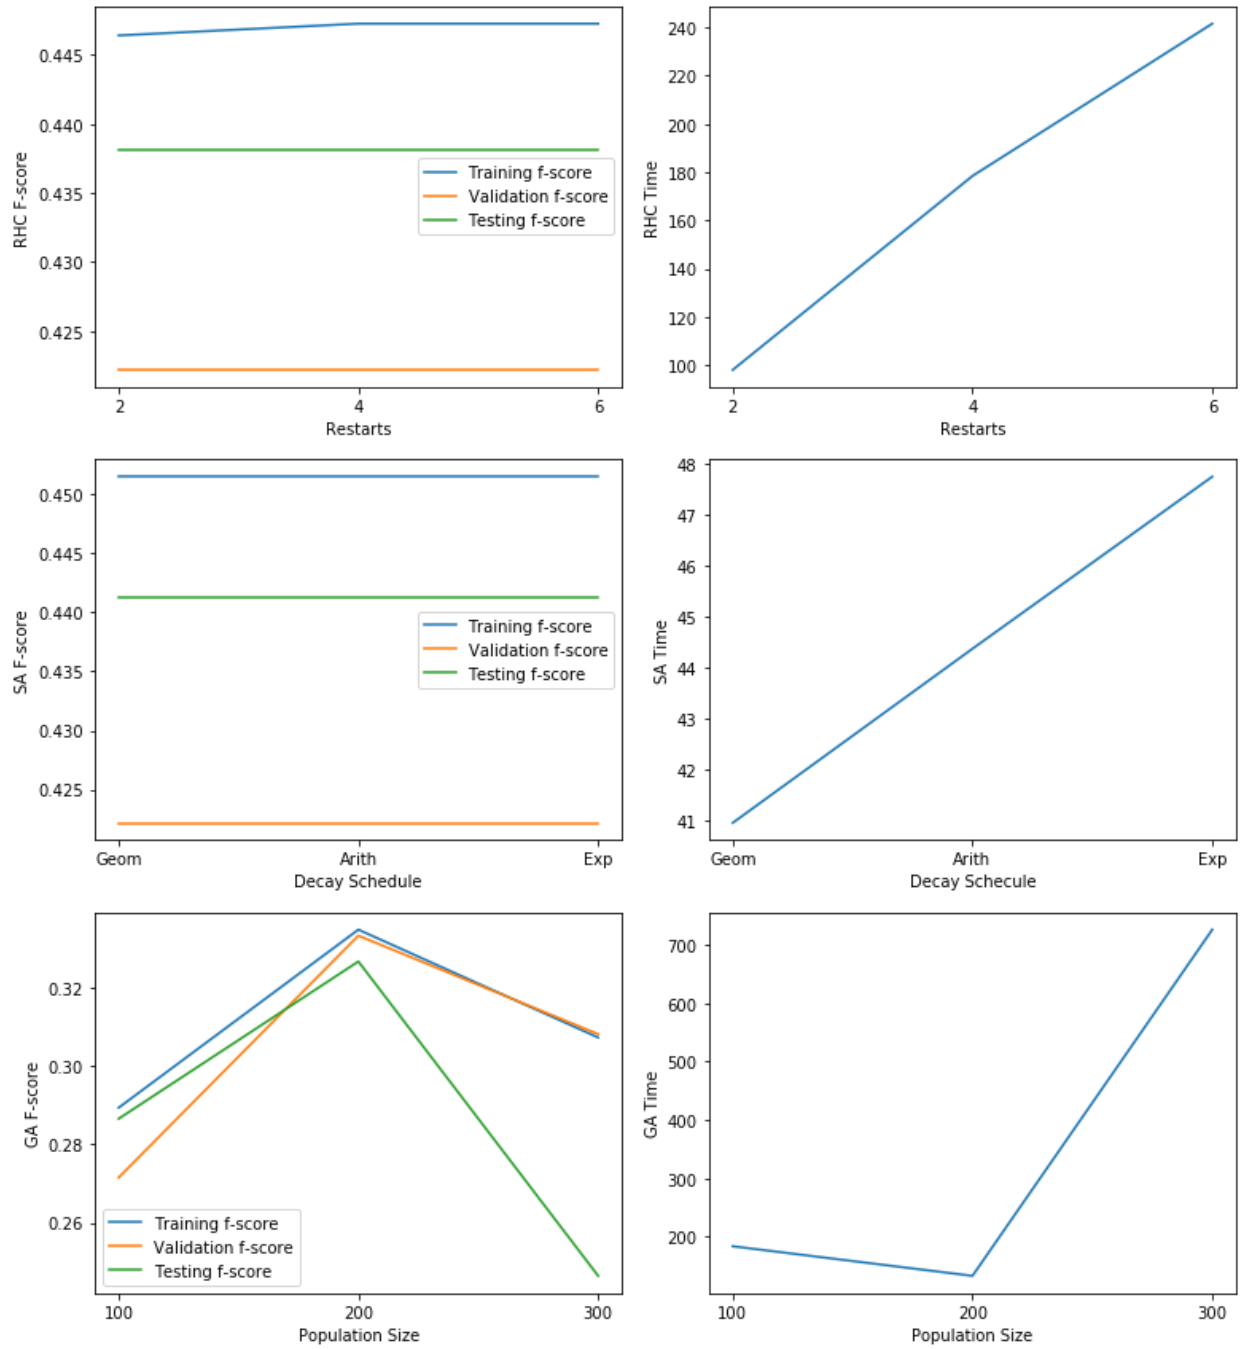 RHC F-score
0.445
0.440
0.435
0.430
0.425
Training f-score
Validation f-score
Testing f-score
2
4
6
Restarts
RHC Time
240
220
200
180
160
140
120
100
2
4
6
Restarts
SA F-score
0.450
0.445
0.440
0.435
0.430
0.425
Training f-score
Validation f-score
Testing f-score
Geom
Arith
Exp
Decay Schedule
SA Time
48
47
46
45
44
43
42
41
Geom
Arith
Exp
Decay Schecule
GA F-score
0.32
0.30
0.28
0.26
Training f-score
Validation f-score
Testing f-score
100
200
300
Population Size
GA Time
700
600
500
400
300
200
100
200
300
Population Size